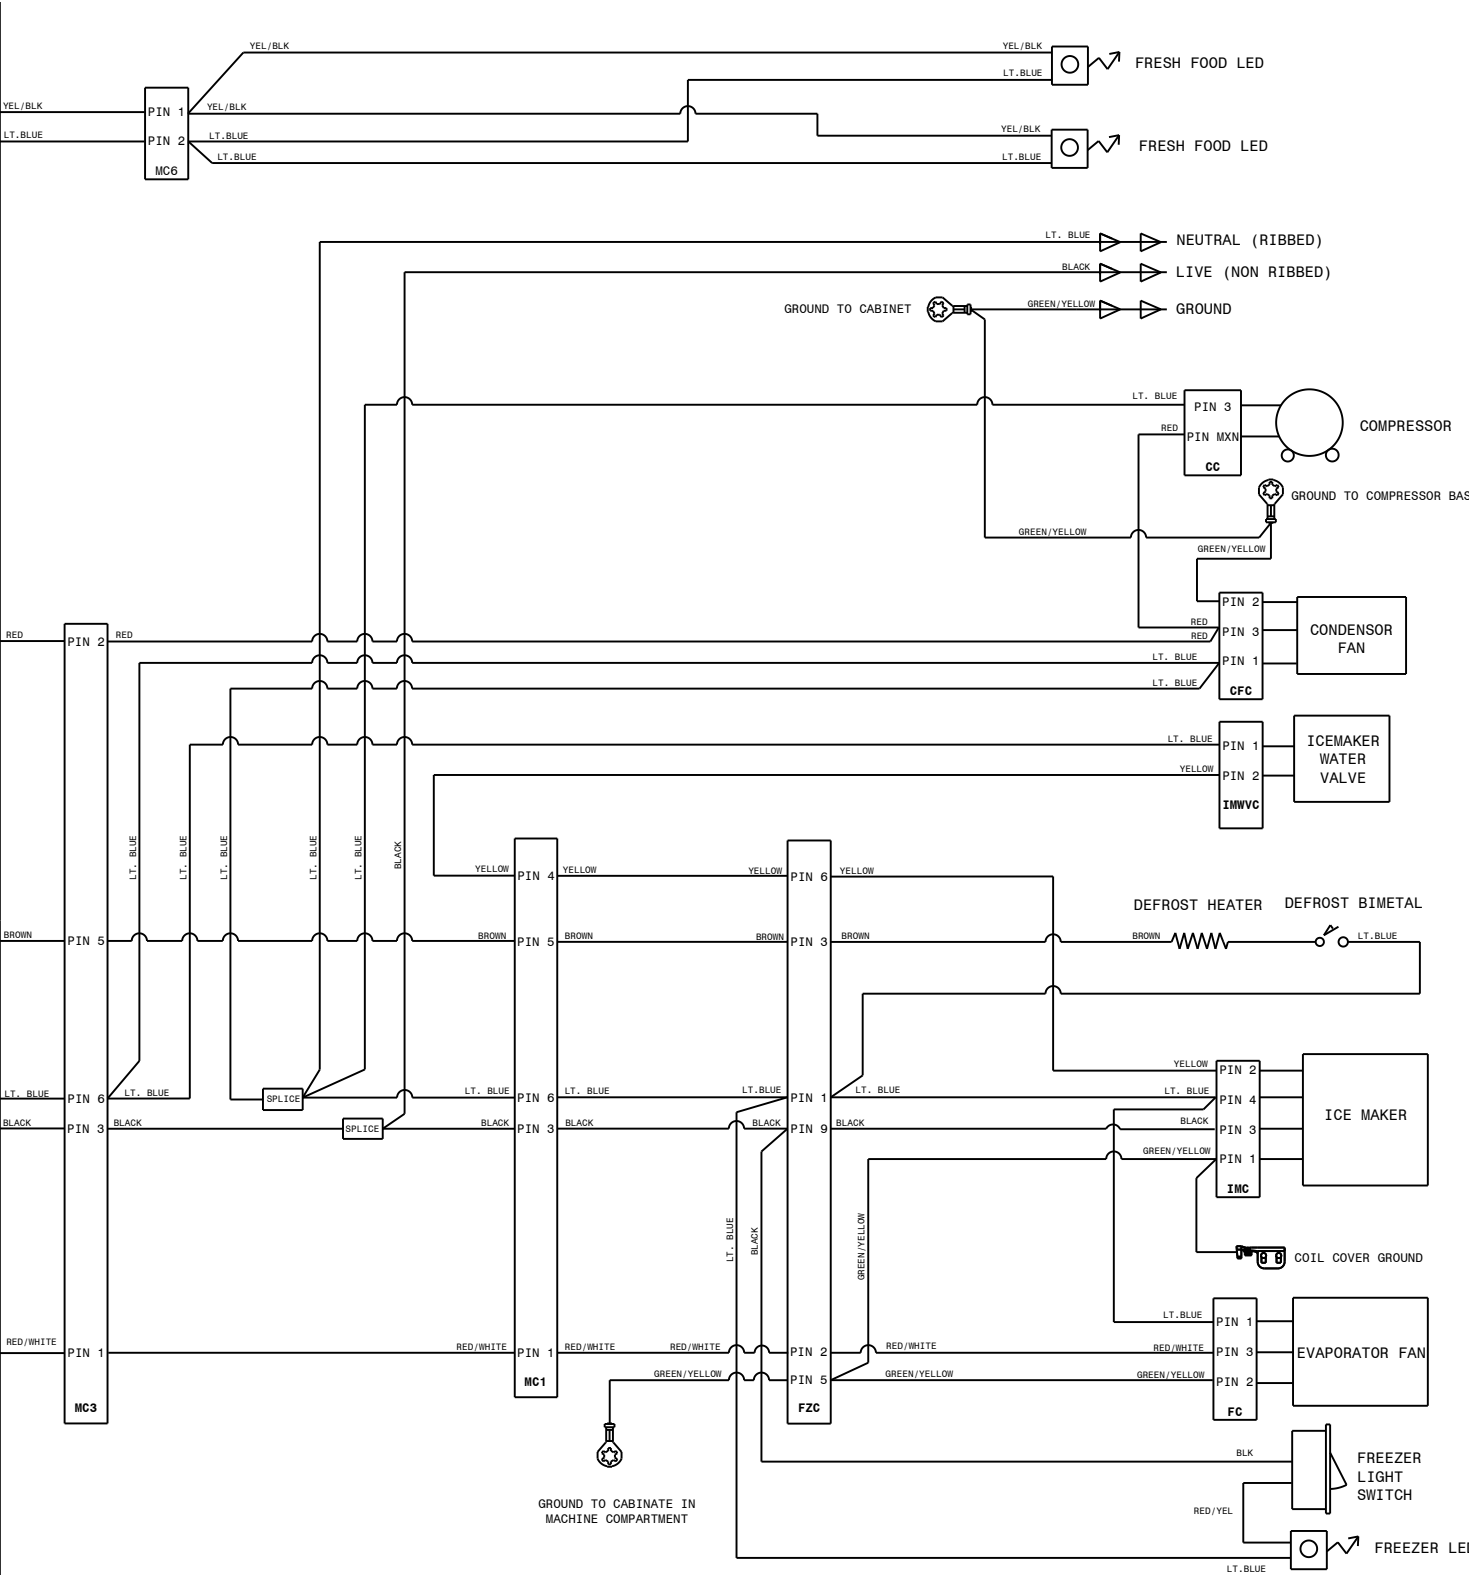 YEL/BLK YEL/BLK
FRESH FOOD LED
LT.BLUE
YEL/BLK PIN 1 YEL/BLK
YEL/BLK
LT.BLUE PIN 2 LT.BLUE
FRESH FOOD LED
LT.BLUE LT.BLUE
MC6
LT. BLUE NEUTRAL (RIBBED)
BLACK LIVE (NON RIBBED)
GROUND TO CABINET GREEN/YELLOW GROUND
LT. BLUE PIN 3
COMPRESSOR
RED PIN MXN
CC
GROUND TO COMPRESSOR BAS
GREEN/YELLOW
GREEN/YELLOW
PIN 2
RED PIN 3
CONDENSOR
FAN
RED PIN 2 RED RED
LT. BLUE PIN 1
LT. BLUE
CFC
LT. BLUE PIN 1
ICEMAKER
WATER
VALVE
YELLOW PIN 2
IMWVC
LT. BLUE
LT. BLUE
LT. BLUE
LT. BLUE
LT. BLUE
BLACK
YELLOW PIN 4 YELLOW YELLOW PIN 6 YELLOW
DEFROST HEATER DEFROST BIMETAL
BROWN PIN 5 BROWN PIN 5 BROWN BROWN PIN 3 BROWN BROWN LT.BLUE
YELLOW PIN 2
LT. BLUE PIN 6 LT. BLUE SPLICE LT. BLUE PIN 6 LT. BLUE LT.BLUE PIN 1 LT. BLUE LT. BLUE PIN 4
ICE MAKER
BLACK PIN 3 BLACK SPLICE BLACK PIN 3 BLACK BLACK PIN 9 BLACK BLACK PIN 3
GREEN/YELLOW PIN 1
IMC
LT. BLUE
BLACK
GREEN/YELLOW
COIL COVER GROUND
LT.BLUE PIN 1
RED/WHITE PIN 1 RED/WHITE PIN 1 RED/WHITE RED/WHITE PIN 2 RED/WHITE RED/WHITE PIN 3 EVAPORATOR FAN
GREEN/YELLOW PIN 5 GREEN/YELLOW GREEN/YELLOW PIN 2
MC3 MC1 FZC FC
BLK
FREEZER
LIGHT
SWITCH
GROUND TO CABINATE IN
MACHINE COMPARTMENT
RED/YEL
FREEZER LE
LT.BLUE